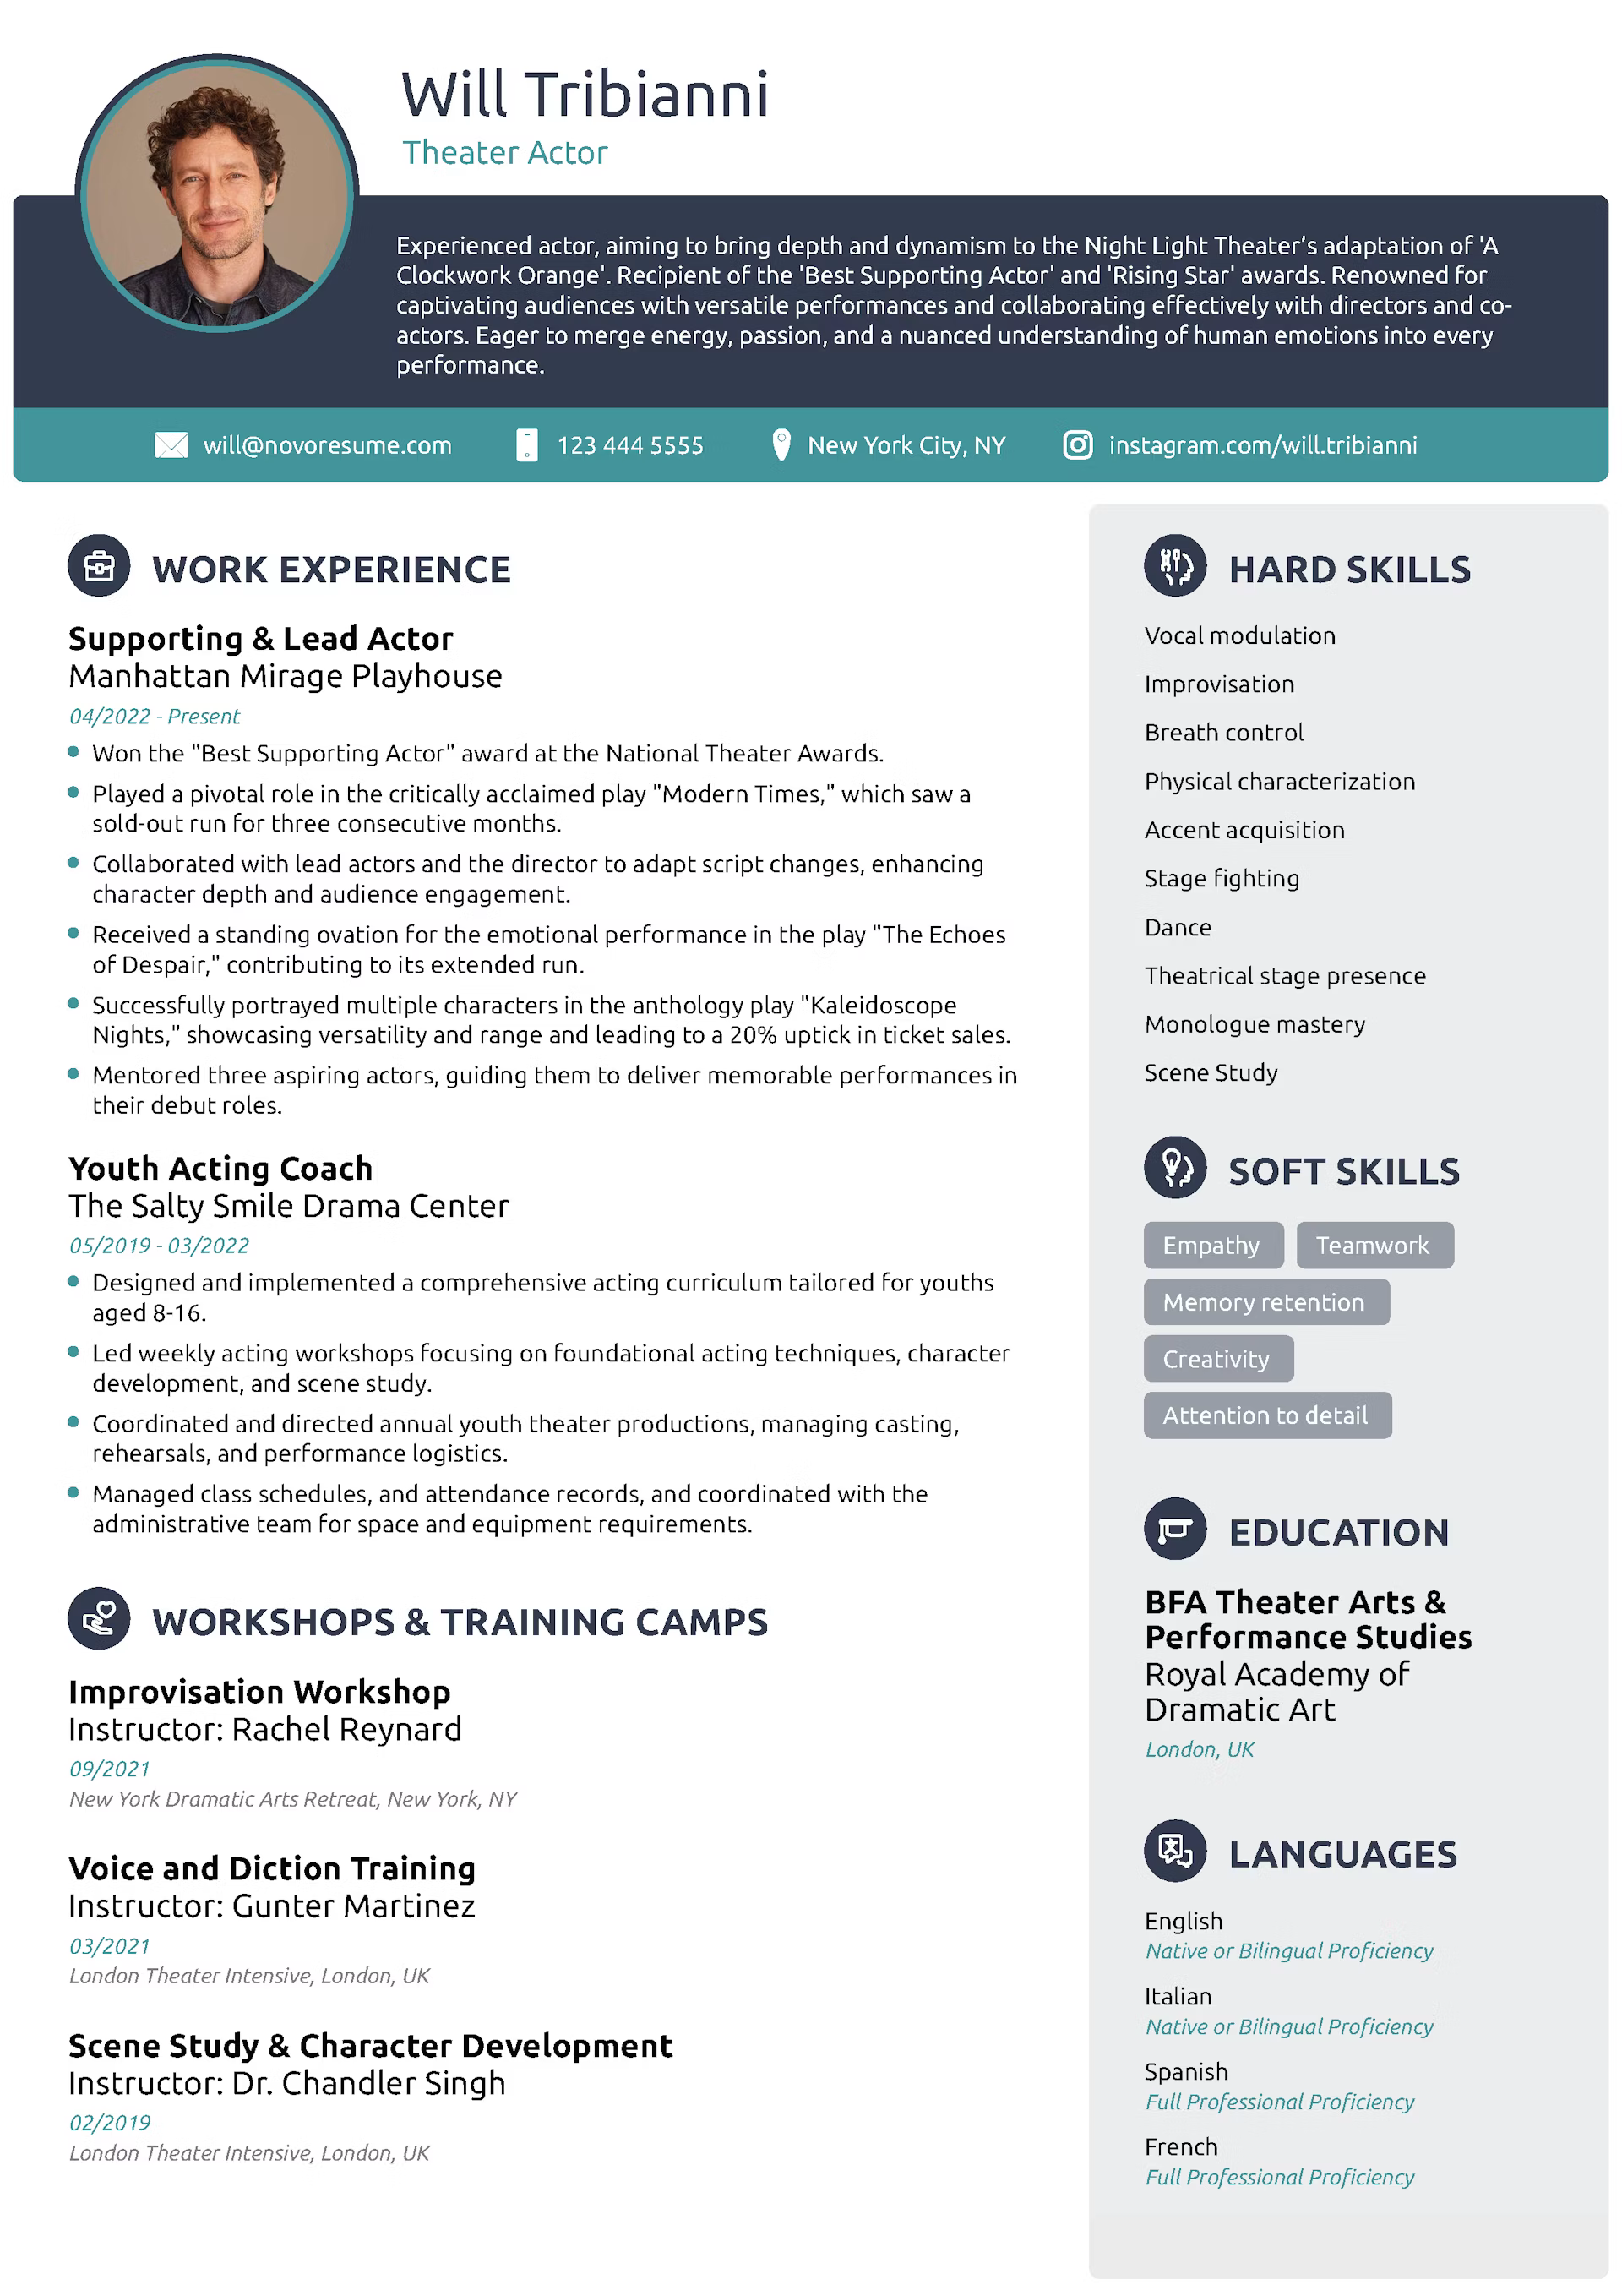 Will Tribianni
Theater Actor
Experienced actor, aiming to bring depth and dynamism to the Night Light Theater’s adaptation of 'A
Clockwork Orange'. Recipient of the 'Best Supporting Actor' and 'Rising Star' awards. Renowned for
captivating audiences with versatile performances and collaborating effectively with directors and co-
actors. Eager to merge energy, passion, and a nuanced understanding of human emotions into every
performance.
will@novoresume.com
123 444 5555
New York City, NY
instagram.com/will.tribianni
WORK EXPERIENCE
Supporting & Lead Actor
Manhattan Mirage Playhouse
04/2022 - Present
Won the "Best Supporting Actor" award at the National Theater Awards.
Played a pivotal role in the critically acclaimed play "Modern Times," which saw a
sold-out run for three consecutive months.
Collaborated with lead actors and the director to adapt script changes, enhancing
character depth and audience engagement.
Received a standing ovation for the emotional performance in the play "The Echoes
of Despair," contributing to its extended run.
Successfully portrayed multiple characters in the anthology play "Kaleidoscope
Nights," showcasing versatility and range and leading to a 20% uptick in ticket sales.
Mentored three aspiring actors, guiding them to deliver memorable performances in
their debut roles.
Youth Acting Coach
The Salty Smile Drama Center
05/2019 - 03/2022
Designed and implemented a comprehensive acting curriculum tailored for youths
aged 8-16.
Led weekly acting workshops focusing on foundational acting techniques, character
development, and scene study.
Coordinated and directed annual youth theater productions, managing casting,
rehearsals, and performance logistics.
Managed class schedules, and attendance records, and coordinated with the
administrative team for space and equipment requirements.
WORKSHOPS & TRAINING CAMPS
Improvisation Workshop
Instructor: Rachel Reynard
09/2021
New York Dramatic Arts Retreat, New York, NY
Voice and Diction Training
Instructor: Gunter Martinez
03/2021
London Theater Intensive, London, UK
Scene Study & Character Development
Instructor: Dr. Chandler Singh
02/2019
London Theater Intensive, London, UK
HARD SKILLS
Vocal modulation
Improvisation
Breath control
Physical characterization
Accent acquisition
Stage fighting
Dance
Theatrical stage presence
Monologue mastery
Scene Study
SOFT SKILLS
Empathy
Teamwork
Memory retention
Creativity
Attention to detail
EDUCATION
BFA Theater Arts &
Performance Studies
Royal Academy of
Dramatic Art
London, UK
LANGUAGES
English
Native or Bilingual Proficiency
Italian
Native or Bilingual Proficiency
Spanish
Full Professional Proficiency
French
Full Professional Proficiency